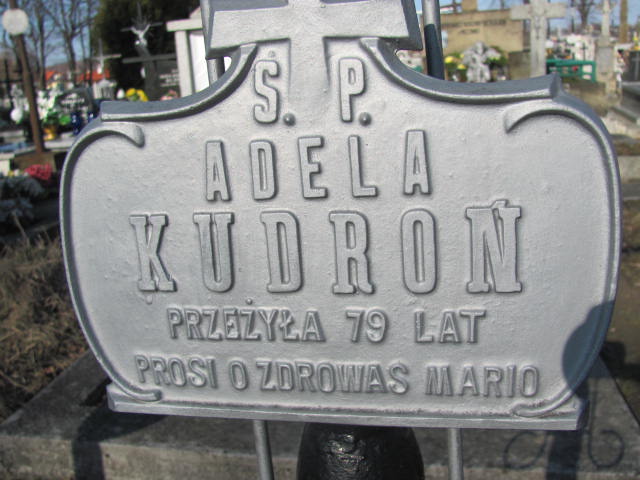 Ś. P.
ADELA
KUDROŃ
PRZEŻYŁA 79 LAT
PROSI O ZDROWAS MARIO